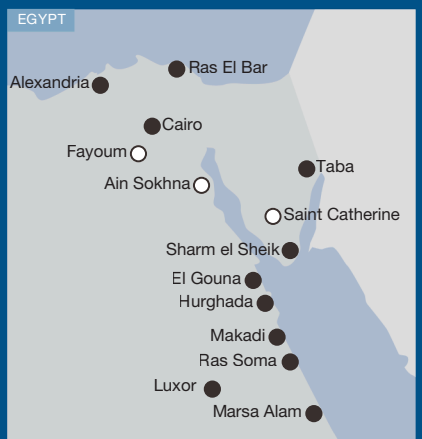 EGYPT
Ras El Bar
Alexandria
Cairo
Fayoum
Taba
Ain Sokhna
Saint Catherine
Sharm el Sheik
El Gouna
Hurghada
Makadi
Ras Soma
Luxor
Marsa Alam